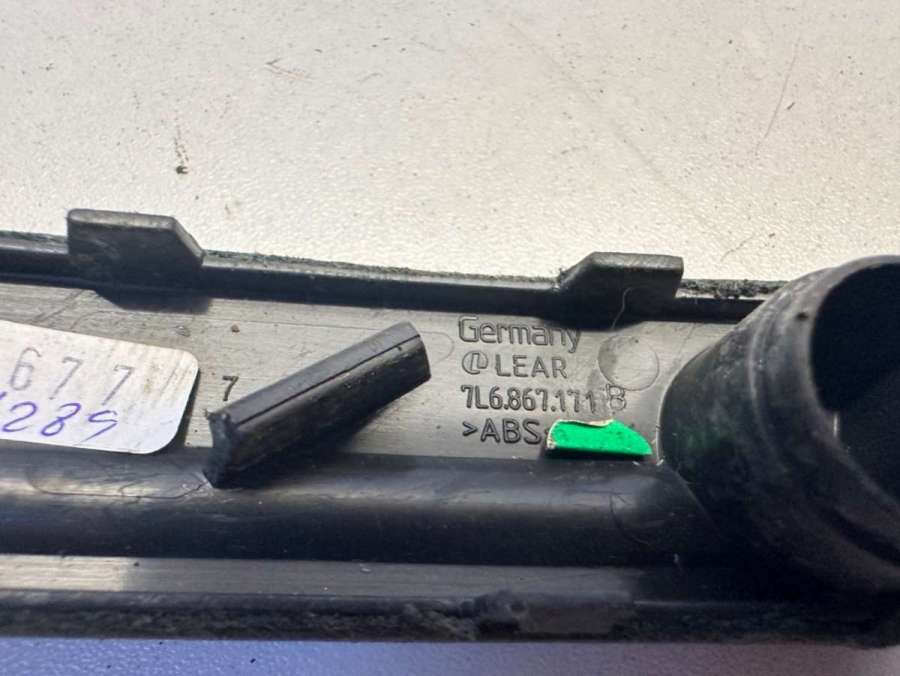 Germany
LEAR
7L6.867.171 B
>ABS
7
677
289